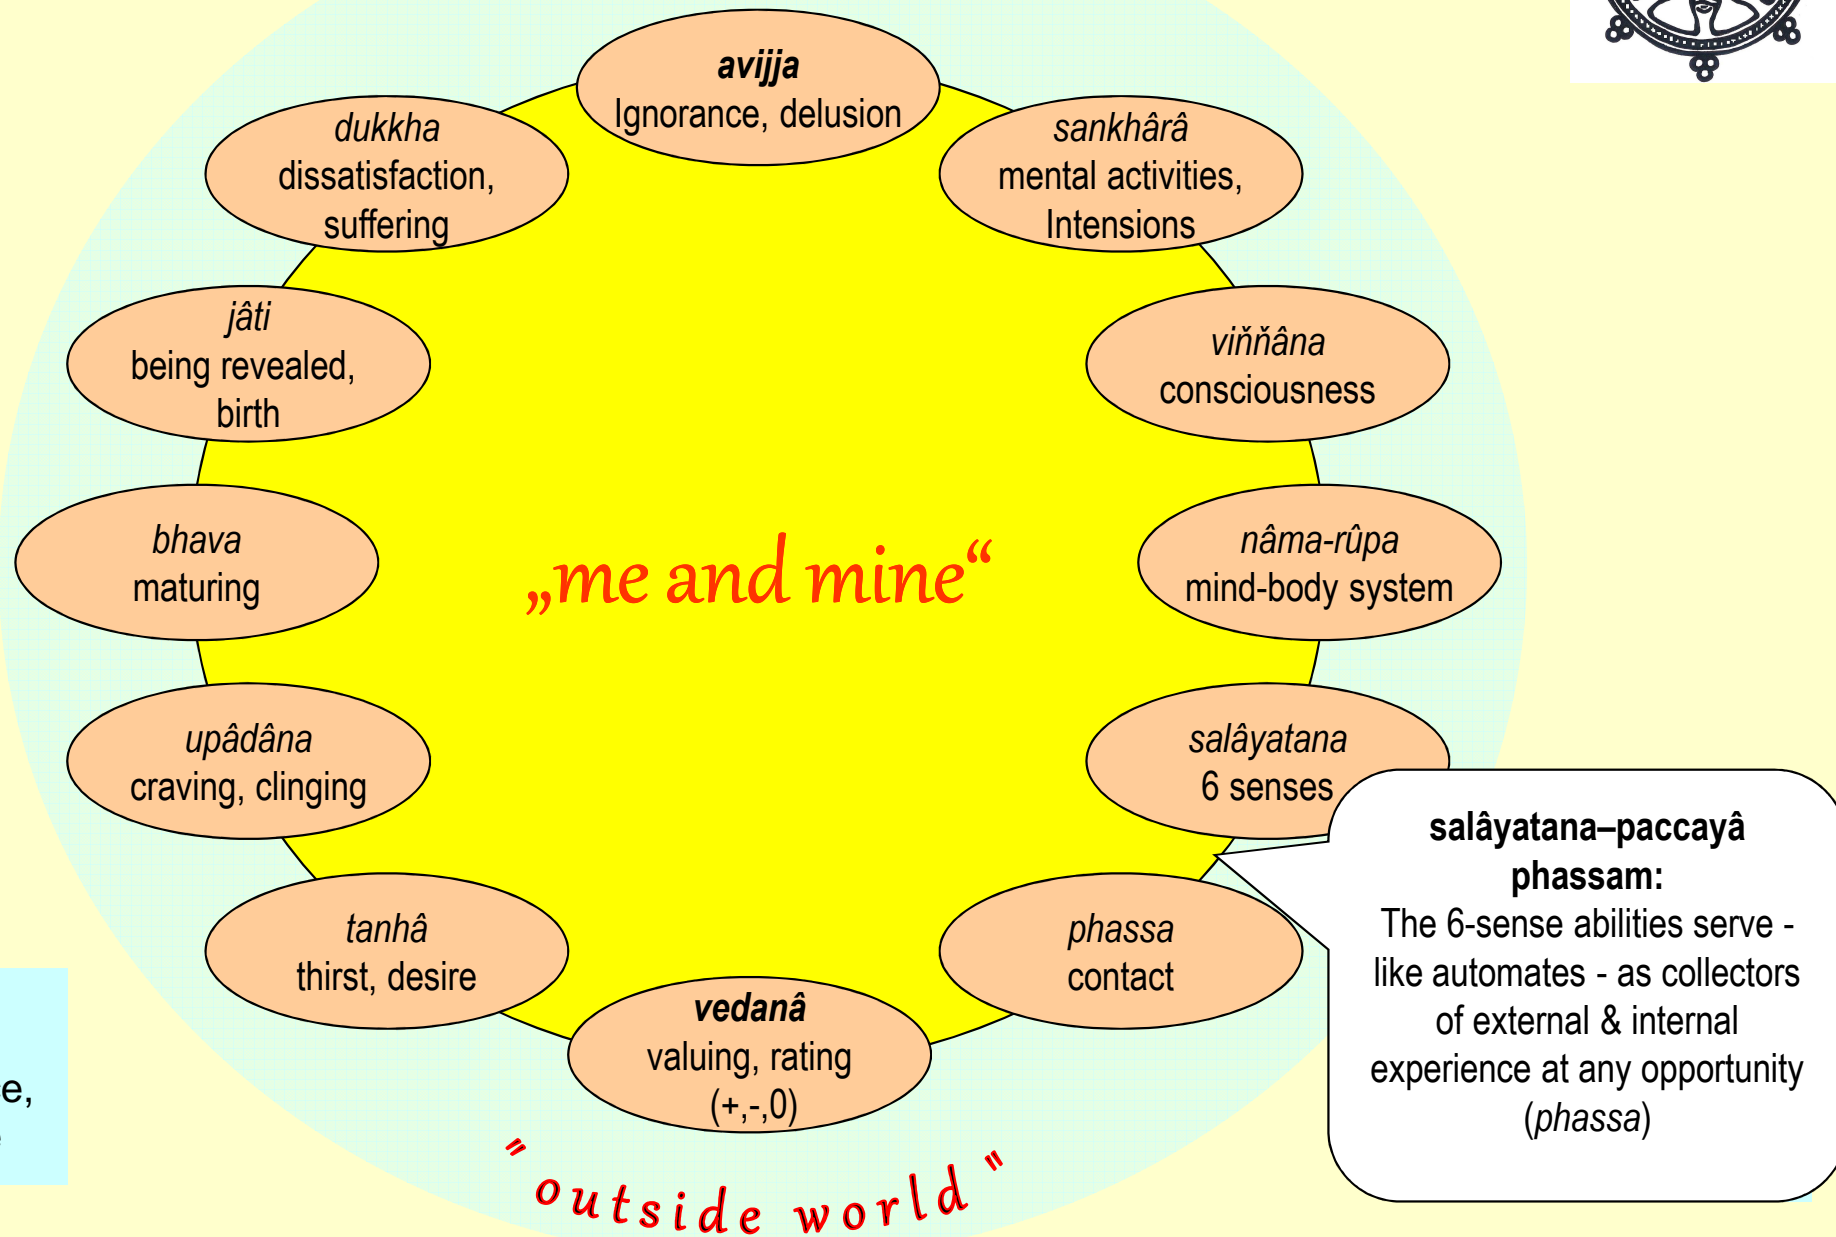 avijja
Ignorance, delusion
sankhârâ
mental activities,
Intensions
viňňâna
consciousness
nâma-rûpa
mind-body system
salâyatana
6 senses
phassa
contact
vedanâ
valuing, rating
(+,-,0)
tanhâ
thirst, desire
upâdâna
craving, clinging
bhava
maturing
jâti
being revealed,
birth
dukkha
dissatisfaction,
suffering
„me and mine“
"outside world"
salâyatana–paccayâ
phassam:
The 6-sense abilities serve -
like automates - as collectors
of external & internal
experience at any opportunity
(phassa)